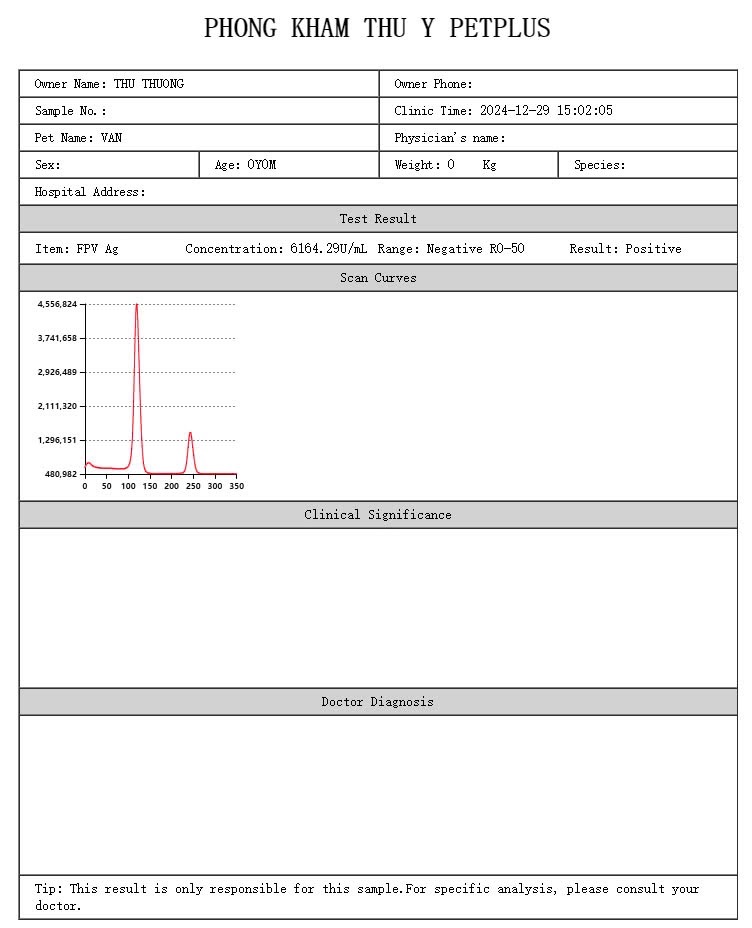 PHONG KHAM THU Y PETPLUS
Owner Name: THU THUONG
Owner Phone:
Sample No.:
Clinic Time: 2024-12-29 15:02:05
Pet Name: VAN
Physician's name:
Sex:
Age: 0Y0M
Weight: 0 Kg
Species:
Hospital Address:
Test Result
Item: FPV Ag Concentration: 6164.29U/mL Range: Negative R0-50 Result: Positive
Scan Curves
4,556,824
3,741,658
2,926,489
2,111,320
1,296,151
480,982
0 50 100 150 200 250 300 350
Clinical Significance
Doctor Diagnosis
Tip: This result is only responsible for this sample.For specific analysis, please consult your
doctor.